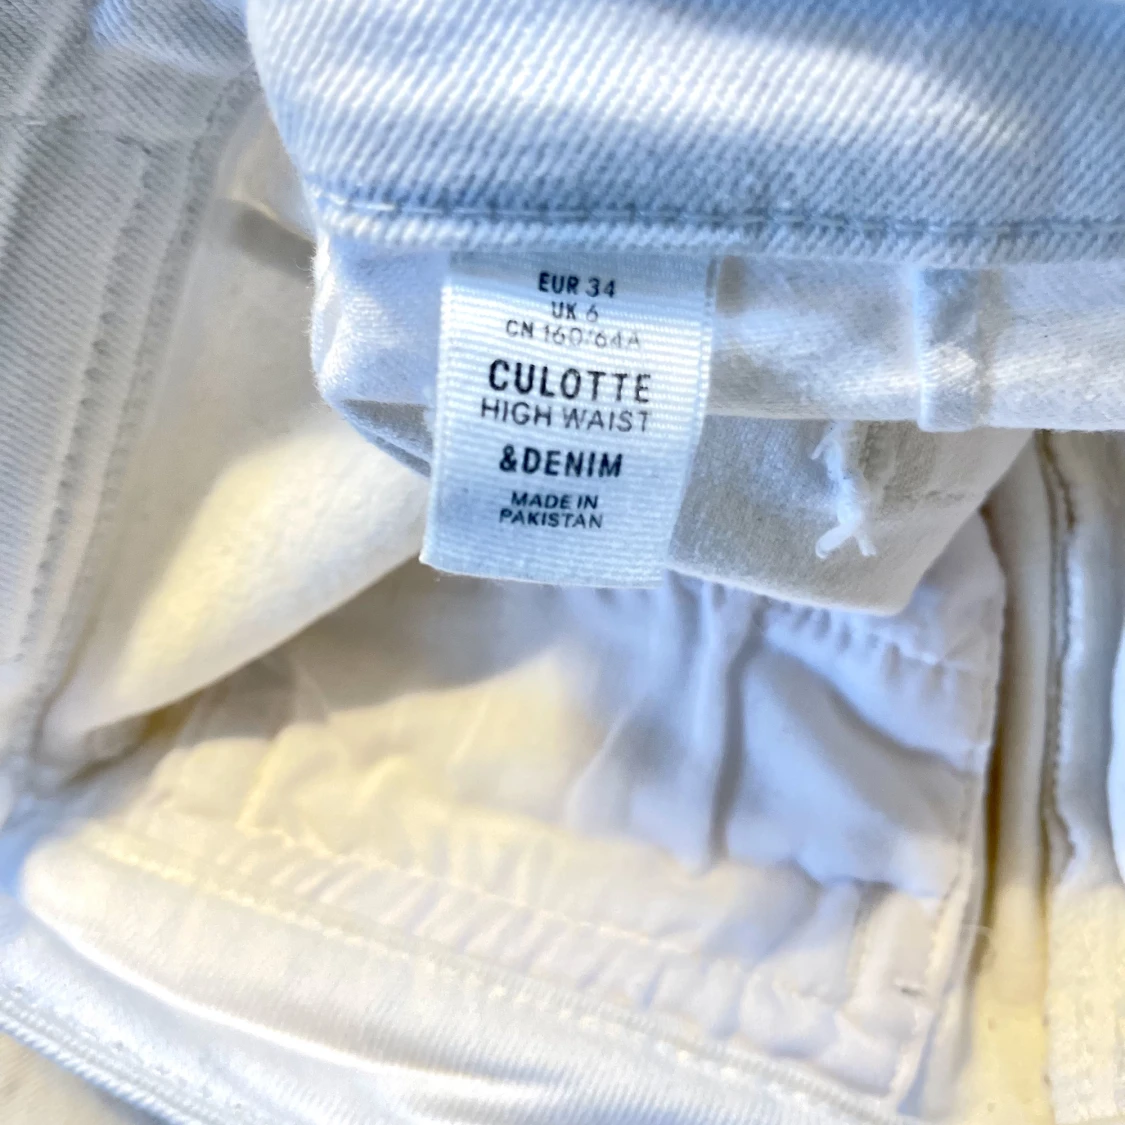 EUR 34
UK 6
CN 160/64A
CULOTTE
HIGH WAIST
&DENIM
MADE IN
PAKISTAN